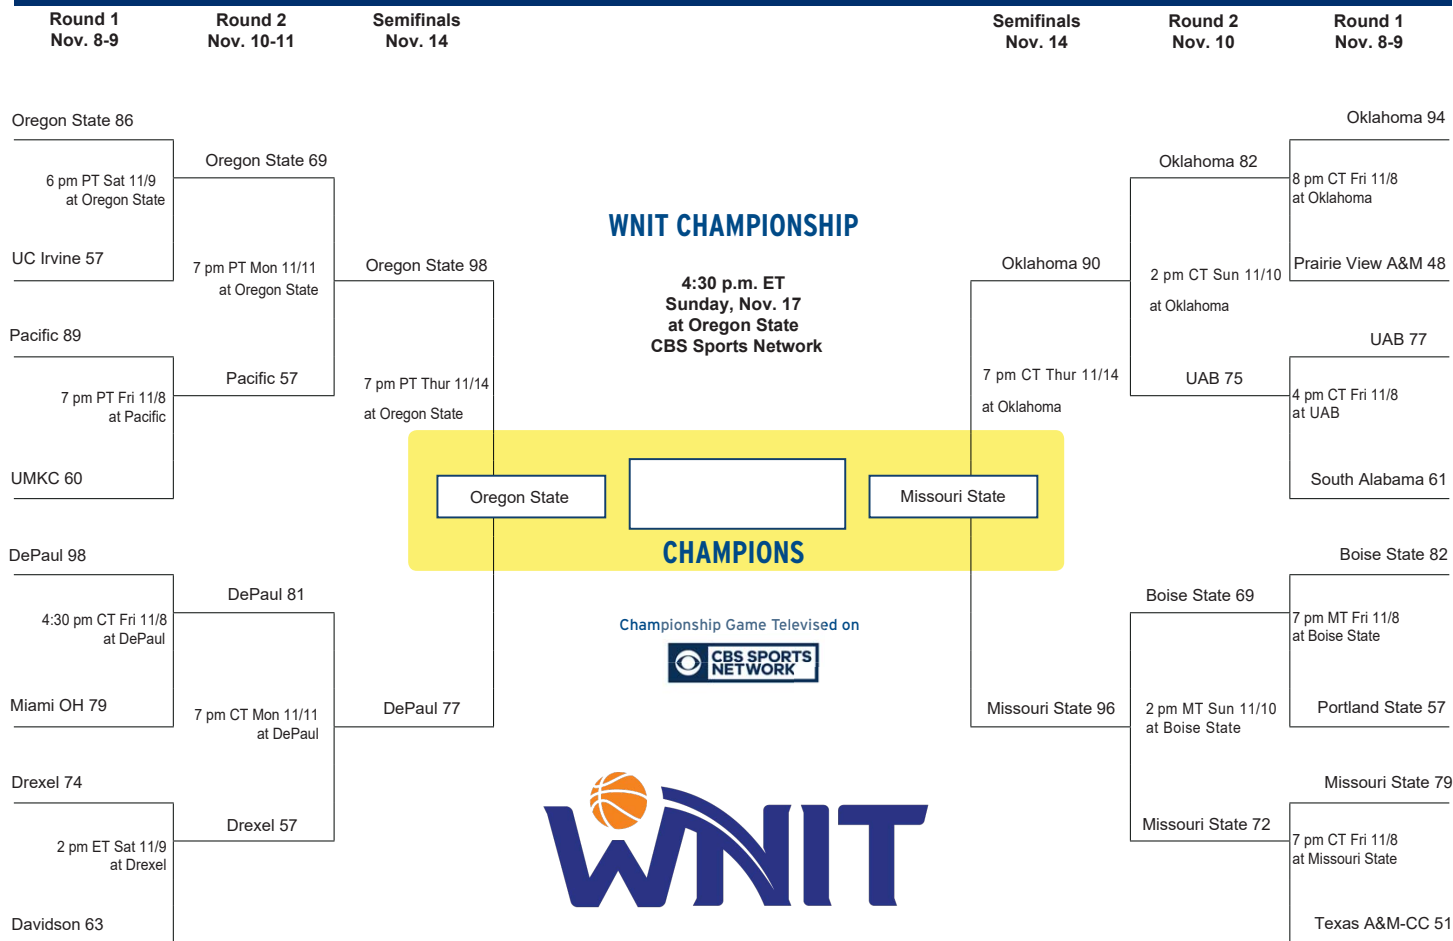 Round 1
Nov. 8-9
Round 2
Nov. 10-11
Semifinals
Nov. 14
Semifinals
Nov. 14
Round 2
Nov. 10
Round 1
Nov. 8-9
Oregon State 86
6 pm PT Sat 11/9
at Oregon State
UC Irvine 57
Pacific 89
7 pm PT Fri 11/8
at Pacific
UMKC 60
DePaul 98
4:30 pm CT Fri 11/8
at DePaul
Miami OH 79
Drexel 74
2 pm ET Sat 11/9
at Drexel
Davidson 63
Oregon State 69
7 pm PT Mon 11/11
at Oregon State
Pacific 57
DePaul 81
7 pm CT Mon 11/11
at DePaul
Drexel 57
Oregon State 98
7 pm PT Thur 11/14
at Oregon State
DePaul 77
WNIT CHAMPIONSHIP
4:30 p.m. ET
Sunday, Nov. 17
at Oregon State
CBS Sports Network
Oregon State
Missouri State
CHAMPIONS
Championship Game Televised on
CBS SPORTS
NETWORK
WNIT
Oklahoma 90
7 pm CT Thur 11/14
at Oklahoma
Missouri State 96
Oklahoma 82
2 pm CT Sun 11/10
at Oklahoma
UAB 75
Boise State 69
2 pm MT Sun 11/10
at Boise State
Missouri State 72
Oklahoma 94
8 pm CT Fri 11/8
at Oklahoma
Prairie View A&M 48
UAB 77
4 pm CT Fri 11/8
at UAB
South Alabama 61
Boise State 82
7 pm MT Fri 11/8
at Boise State
Portland State 57
Missouri State 79
7 pm CT Fri 11/8
at Missouri State
Texas A&M-CC 51